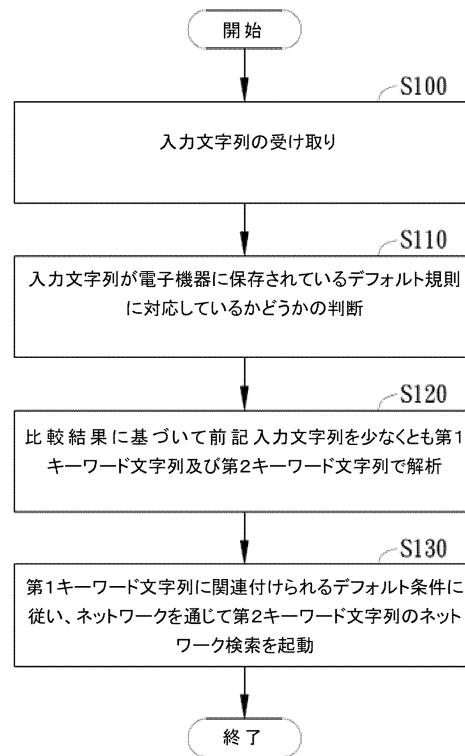 開始
S100
入力文字列の受け取り
S110
入力文字列が電子機器に保存されているデフォルト規則
に対応しているかどうかの判断
S120
比較結果に基づいて前記入力文字列を少なくとも第1
キーワード文字列及び第2キーワード文字列で解析
S130
第1キーワード文字列に関連付けられるデフォルト条件に
従い、ネットワークを通じて第2キーワード文字列のネット
ワーク検索を起動
終了